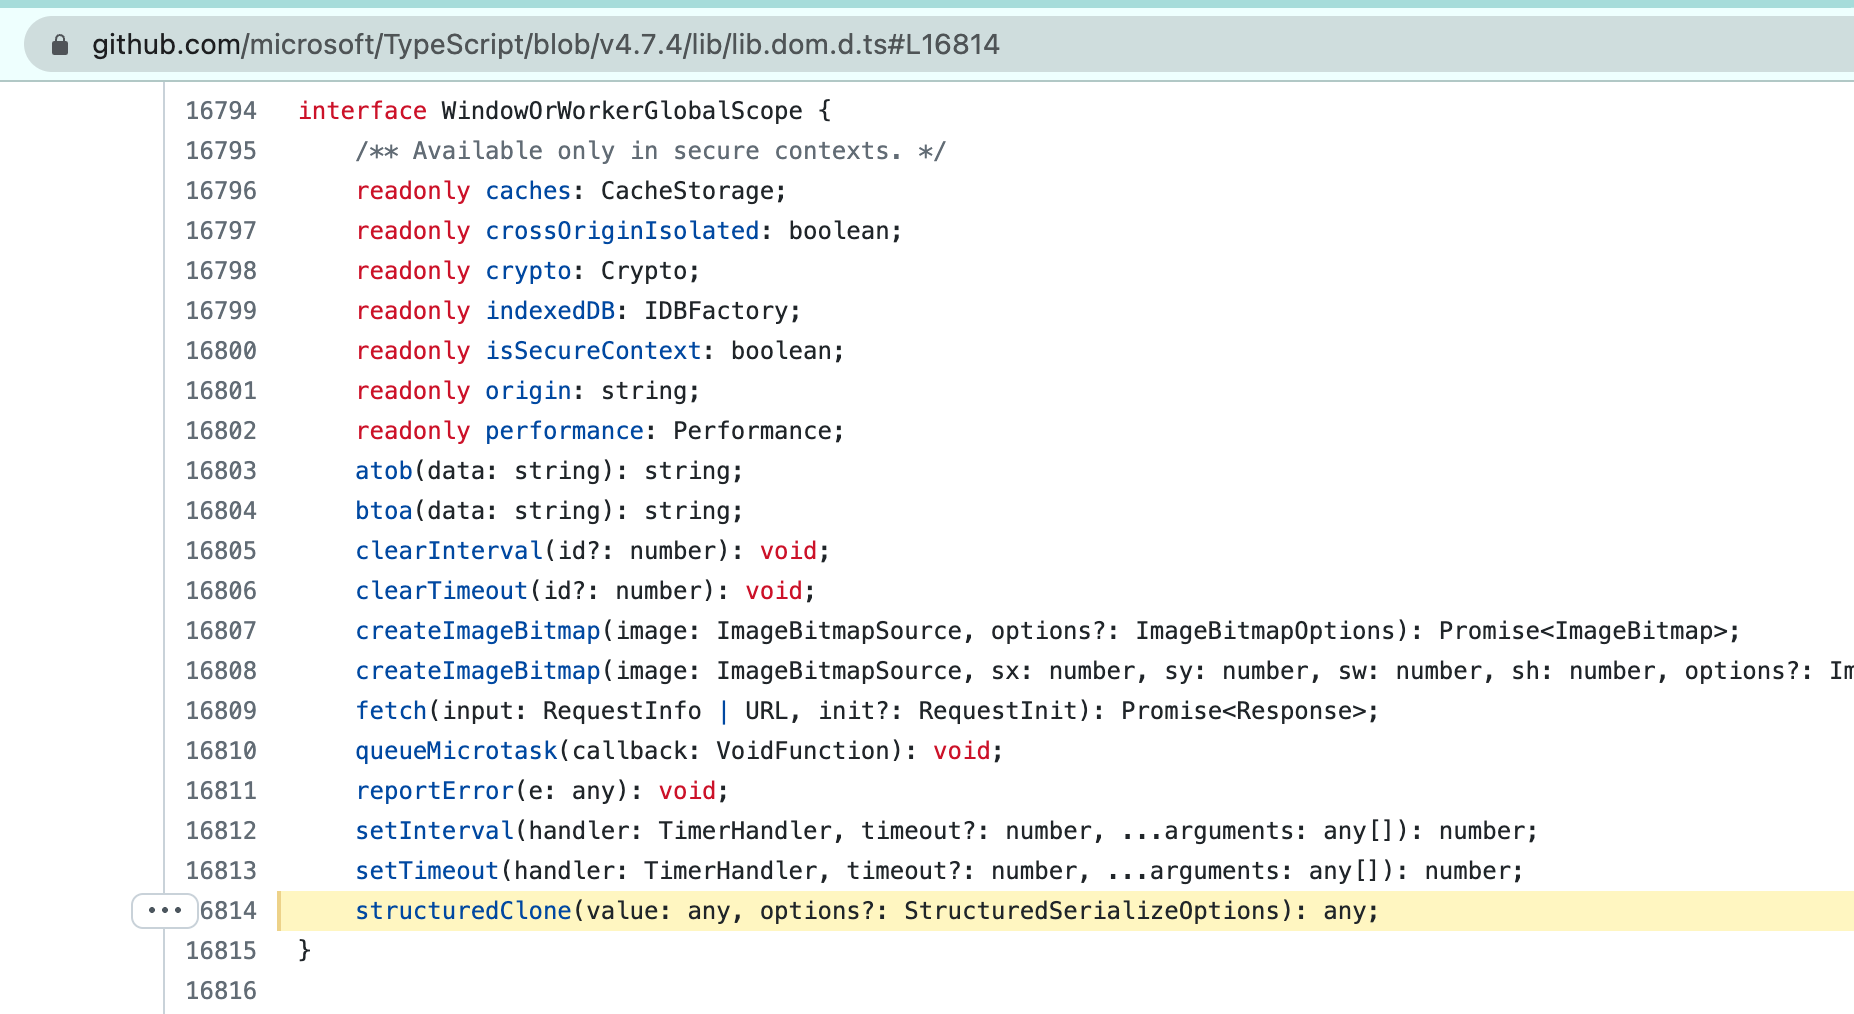 github.com/microsoft/TypeScript/blob/v4.7.4/lib/lib.dom.d.ts#L16814
16794 interface WindowOrWorkerGlobalScope {
16795 /** Available only in secure contexts. */
16796 readonly caches: CacheStorage;
16797 readonly crossOriginIsolated: boolean;
16798 readonly crypto: Crypto;
16799 readonly indexedDB: IDBFactory;
16800 readonly isSecureContext: boolean;
16801 readonly origin: string;
16802 readonly performance: Performance;
16803 atob(data: string): string;
16804 btoa(data: string): string;
16805 clearInterval(id?: number): void;
16806 clearTimeout(id?: number): void;
16807 createImageBitmap(image: ImageBitmapSource, options?: ImageBitmapOptions): Promise<ImageBitmap>;
16808 createImageBitmap(image: ImageBitmapSource, sx: number, sy: number, sw: number, sh: number, options?: Im
16809 fetch(input: RequestInfo | URL, init?: RequestInit): Promise<Response>;
16810 queueMicrotask(callback: VoidFunction): void;
16811 reportError(e: any): void;
16812 setInterval(handler: TimerHandler, timeout?: number, ...arguments: any[]): number;
16813 setTimeout(handler: TimerHandler, timeout?: number, ...arguments: any[]): number;
6814 structuredClone(value: any, options?: StructuredSerializeOptions): any;
16815 }
16816